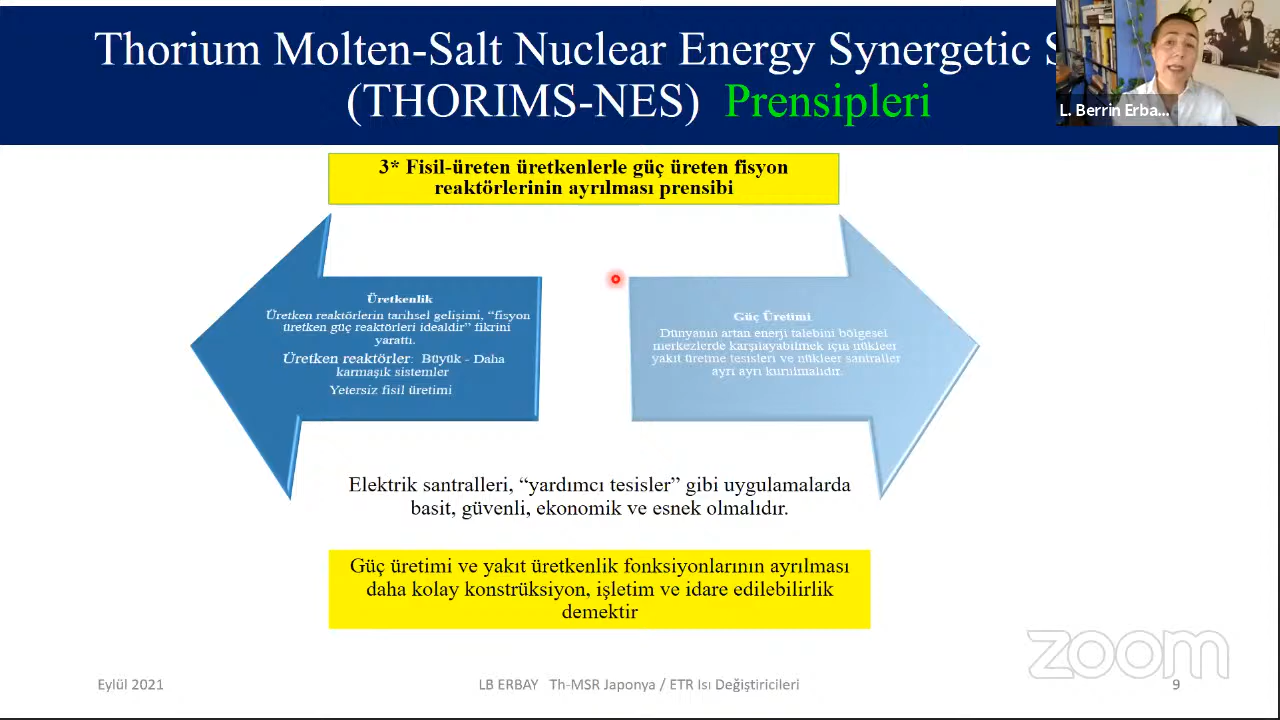 Thorium Molten-Salt Nuclear Energy Synergetic S
(THORIMS-NES) Prensipleri
L. Berrin Erba...
3* Fisil-üreten üretkenlerle güç üreten fisyon
reaktörlerinin ayrılması prensibi
Üretkenlik
Üretken reaktörlerin tarihsel gelişimi, “fisyon
üretken güç reaktörleri idealdir” fikrini
yarattı.
Üretken reaktörler: Büyük - Daha
karmaşık sistemler
Yetersiz fisil üretimi
Güç Üretimi
Dünyanın artan enerji talebini bölgesel
merkezlerde karşılayabilmek için nükleer
yakıt üretme tesisleri ve nükleer santraller
ayrı ayrı kurulmalıdır.
Elektrik santralleri, “yardımcı tesisler” gibi uygulamalarda
basit, güvenli, ekonomik ve esnek olmalıdır.
Güç üretimi ve yakıt üretkenlik fonksiyonlarının ayrılması
daha kolay konstrüksiyon, işletim ve idare edilebilirlik
demektir
zoom
Eylül 2021
LB ERBAY Th-MSR Japonya / ETR Isı Değiştiricileri
9